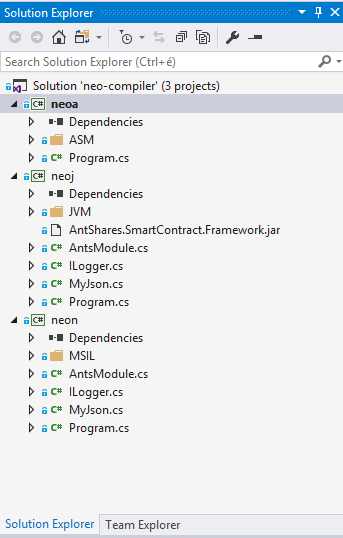 Solution Explorer
Search Solution Explorer (Ctrl+é)
Solution 'neo-compiler' (3 projects)
C# neoa
Dependencies
ASM
C# Program.cs
C# neoj
Dependencies
JVM
AntShares.SmartContract.Framework.jar
C# AntsModule.cs
C# ILogger.cs
C# MyJson.cs
C# Program.cs
C# neon
Dependencies
MSIL
C# AntsModule.cs
C# ILogger.cs
C# MyJson.cs
C# Program.cs
Solution Explorer Team Explorer